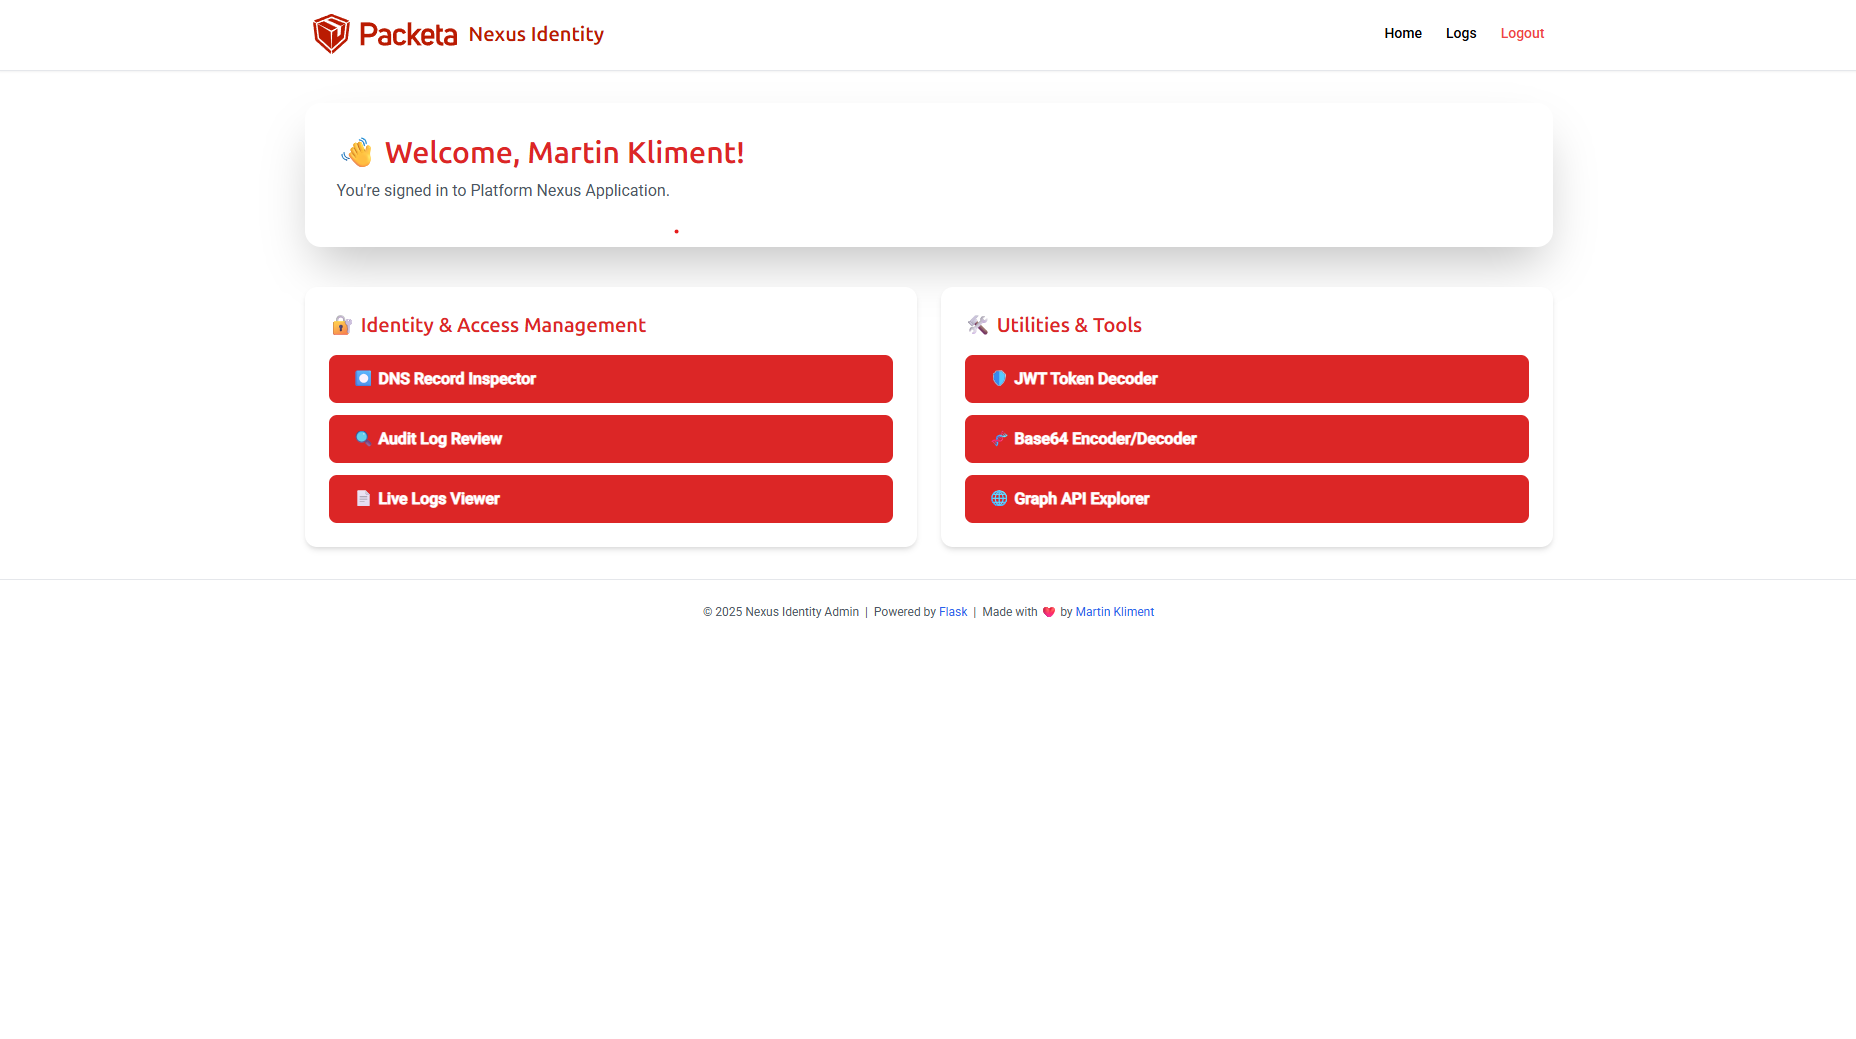 Packeta Nexus Identity
Home Logs Logout
👋 Welcome, Martin Kliment!
You're signed in to Platform Nexus Application.
🔐 Identity & Access Management
DNS Record Inspector
🔍 Audit Log Review
📄 Live Logs Viewer
🛠️ Utilities & Tools
JWT Token Decoder
Base64 Encoder/Decoder
🌐 Graph API Explorer
© 2025 Nexus Identity Admin | Powered by Flask | Made with ❤️ by Martin Kliment